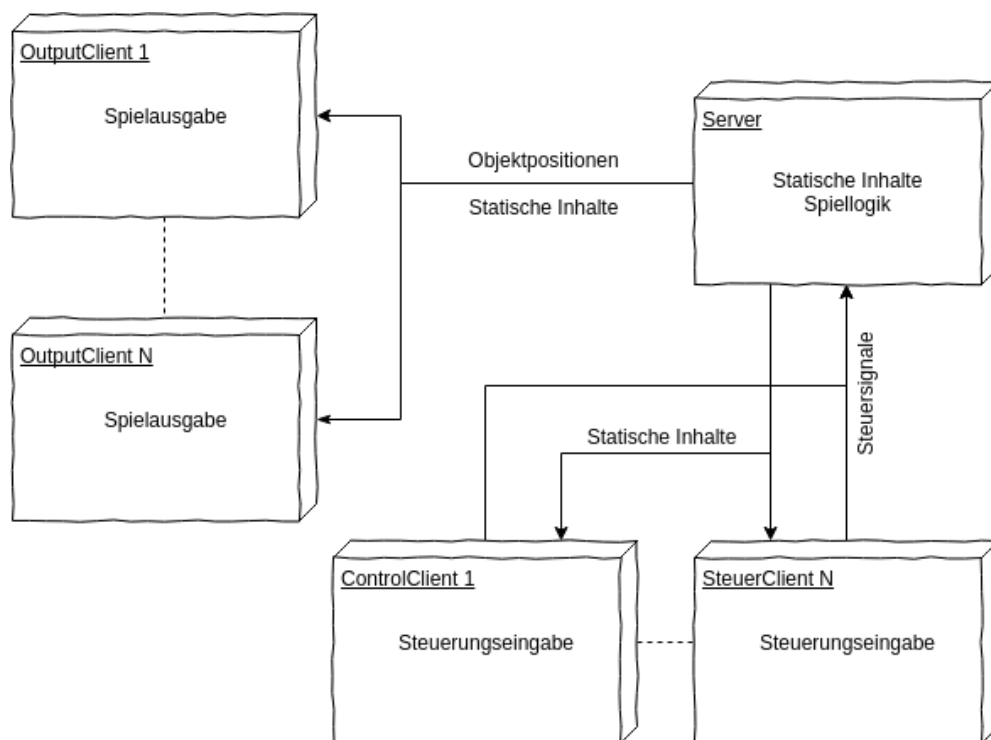 OutputClient 1
Spielausgabe
Server
Objektpositionen
Statische Inhalte
Statische Inhalte
Spiellogik
OutputClient N
Spielausgabe
Steuersignale
Statische Inhalte
ControlClient 1
Steuerungseingabe
SteuerClient N
Steuerungseingabe